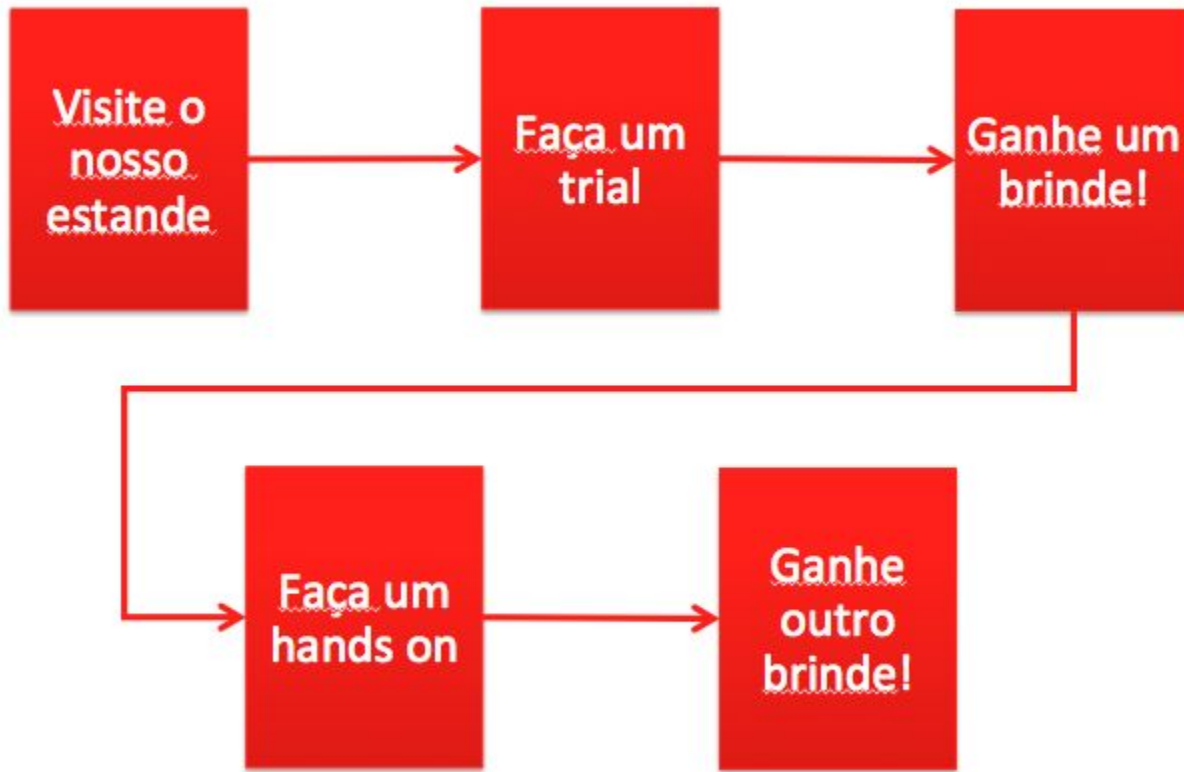 Visite o
nosso
estande
Faça um
trial
Ganhe um
brinde!
Faça um
hands on
Ganhe
outro
brinde!